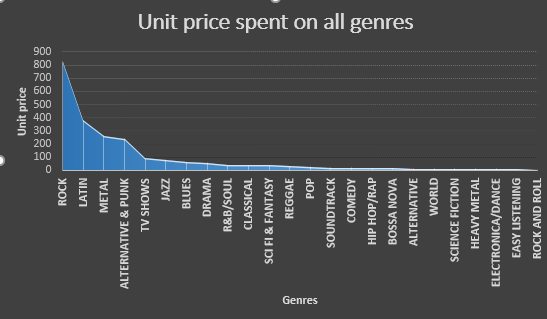 Unit price spent on all genres
Unit price
900
800
700
600
500
400
300
200
100
0
ROCK
LATIN
METAL
ALTERNATIVE & PUNK
TV SHOWS
JAZZ
BLUES
DRAMA
R&B/SOUL
CLASSICAL
SCI FI & FANTASY
REGGAE
POP
SOUNDTRACK
COMEDY
HIP HOP/RAP
BOSSA NOVA
ALTERNATIVE
WORLD
SCIENCE FICTION
HEAVY METAL
ELECTRONICA/DANCE
EASY LISTENING
ROCK AND ROLL
Genres